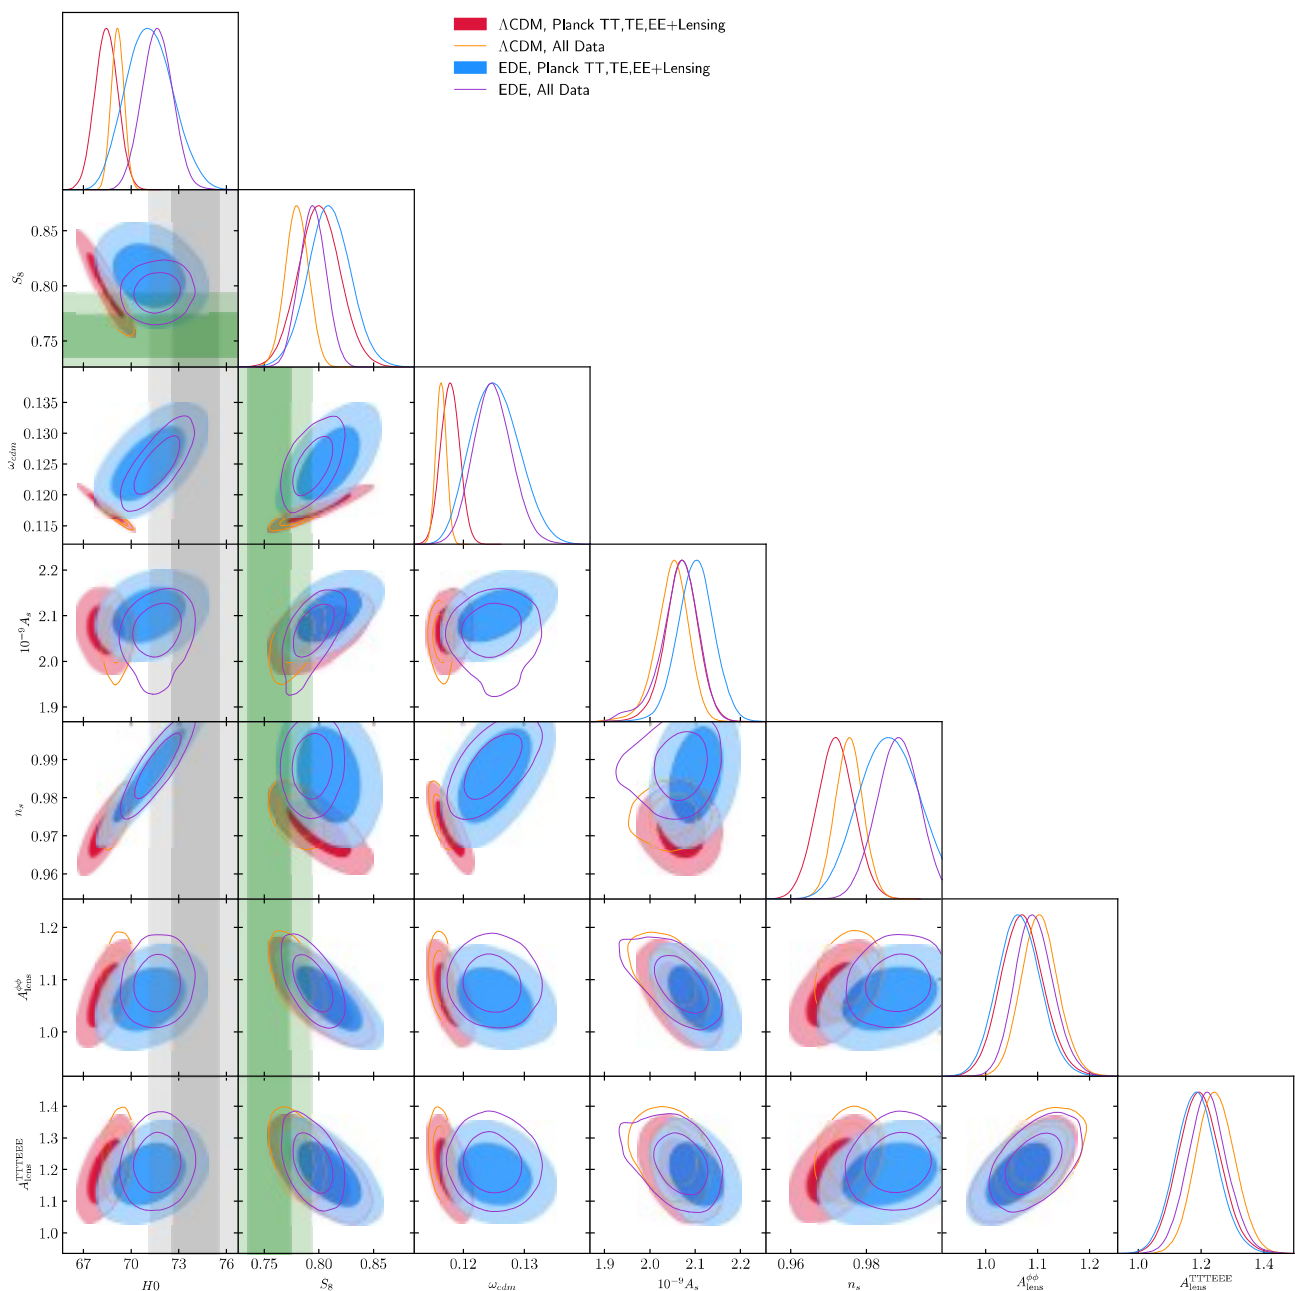 ΛCDM, Planck TT,TE,EE+Lensing
ΛCDM, All Data
EDE, Planck TT,TE,EE+Lensing
EDE, All Data
0.85
0.80
0.75
S₈
0.135
0.130
0.125
0.120
0.115
ω_cdm
2.2
2.1
2.0
1.9
10⁻⁹A_s
0.99
0.98
0.97
0.96
n_s
1.2
1.1
1.0
A_lens^ϕϕ
1.4
1.3
1.2
1.1
1.0
A_lens^TTTEEE
67 70 73 76 0.75 0.80 0.85 0.12 0.13 1.9 2.0 2.1 2.2 0.96 0.98 1.0 1.1 1.2 1.0 1.2 1.4
H0 S₈ ω_cdm 10⁻⁹A_s n_s A_lens^ϕϕ A_lens^TTTEEE